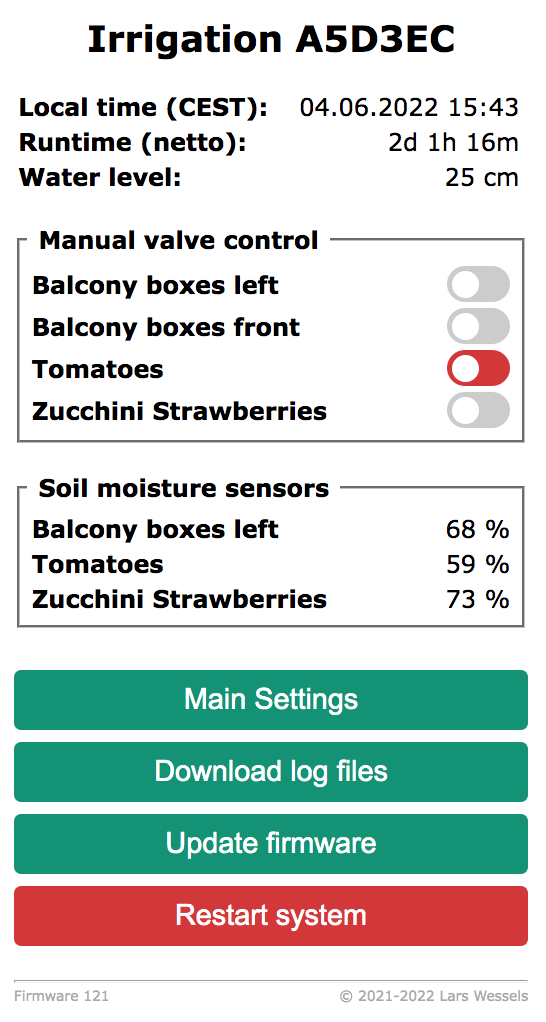 Irrigation A5D3EC
Local time (CEST): 04.06.2022 15:43
Runtime (netto): 2d 1h 16m
Water level: 25 cm
Manual valve control
Balcony boxes left
Balcony boxes front
Tomatoes
Zucchini Strawberries
Soil moisture sensors
Balcony boxes left 68 %
Tomatoes 59 %
Zucchini Strawberries 73 %
Main Settings
Download log files
Update firmware
Restart system
Firmware 121 © 2021-2022 Lars Wessels